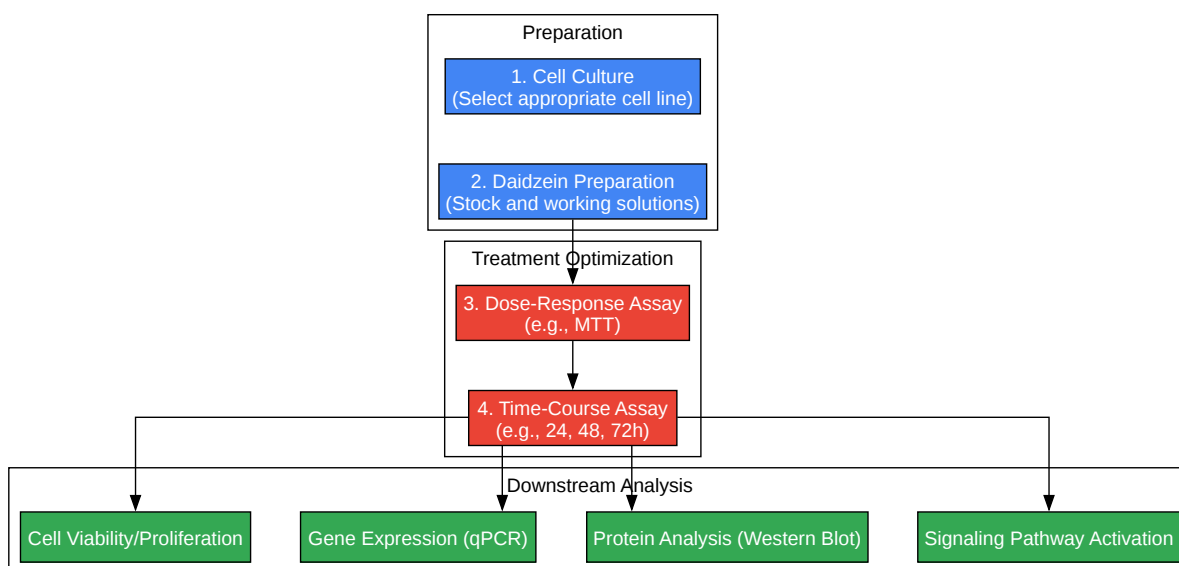 Preparation
1. Cell Culture
(Select appropriate cell line)
2. Daidzein Preparation
(Stock and working solutions)
Treatment Optimization
3. Dose-Response Assay
(e.g., MTT)
4. Time-Course Assay
(e.g., 24, 48, 72h)
Downstream Analysis
Cell Viability/Proliferation
Gene Expression (qPCR)
Protein Analysis (Western Blot)
Signaling Pathway Activation